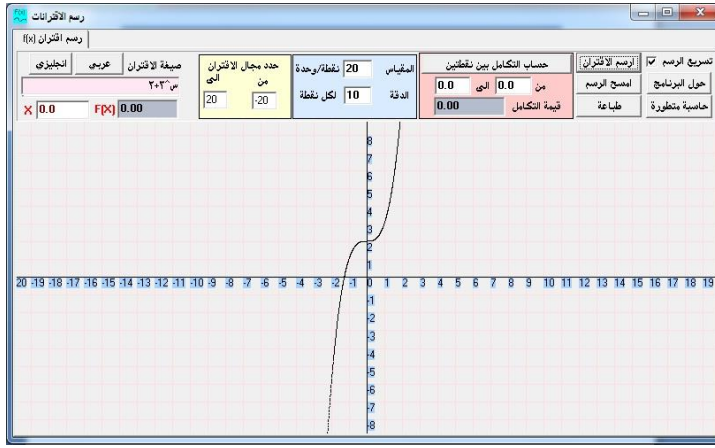 رسم الأقترانات
رسم اقتران f(x)
تسريع الرسم
ارسم الاقتران
حساب التكامل بين نقطتين
المقياس 20 نقطة/وحدة
حدد مجال الاقتران
صيغة الاقتران عربي انجليزي
حول البرنامج
امسح الرسم
من 0.0 الى 0.0
الدقة 10 لكل نقطة
من الى
-20 20
س^٣+٢
حاسبة متطورة
طباعة
قيمة التكامل 0.00
X 0.0 F(X) 0.00
8
7
6
5
4
3
2
1
20 -19 -18 -17 -16 -15 -14 -13 -12 -11 -10 -9 -8 -7 -6 -5 -4 -3 -2 -1 0 1 2 3 4 5 6 7 8 9 10 11 12 13 14 15 16 17 18 19
-1
-2
-3
-4
-5
-6
-7
-8